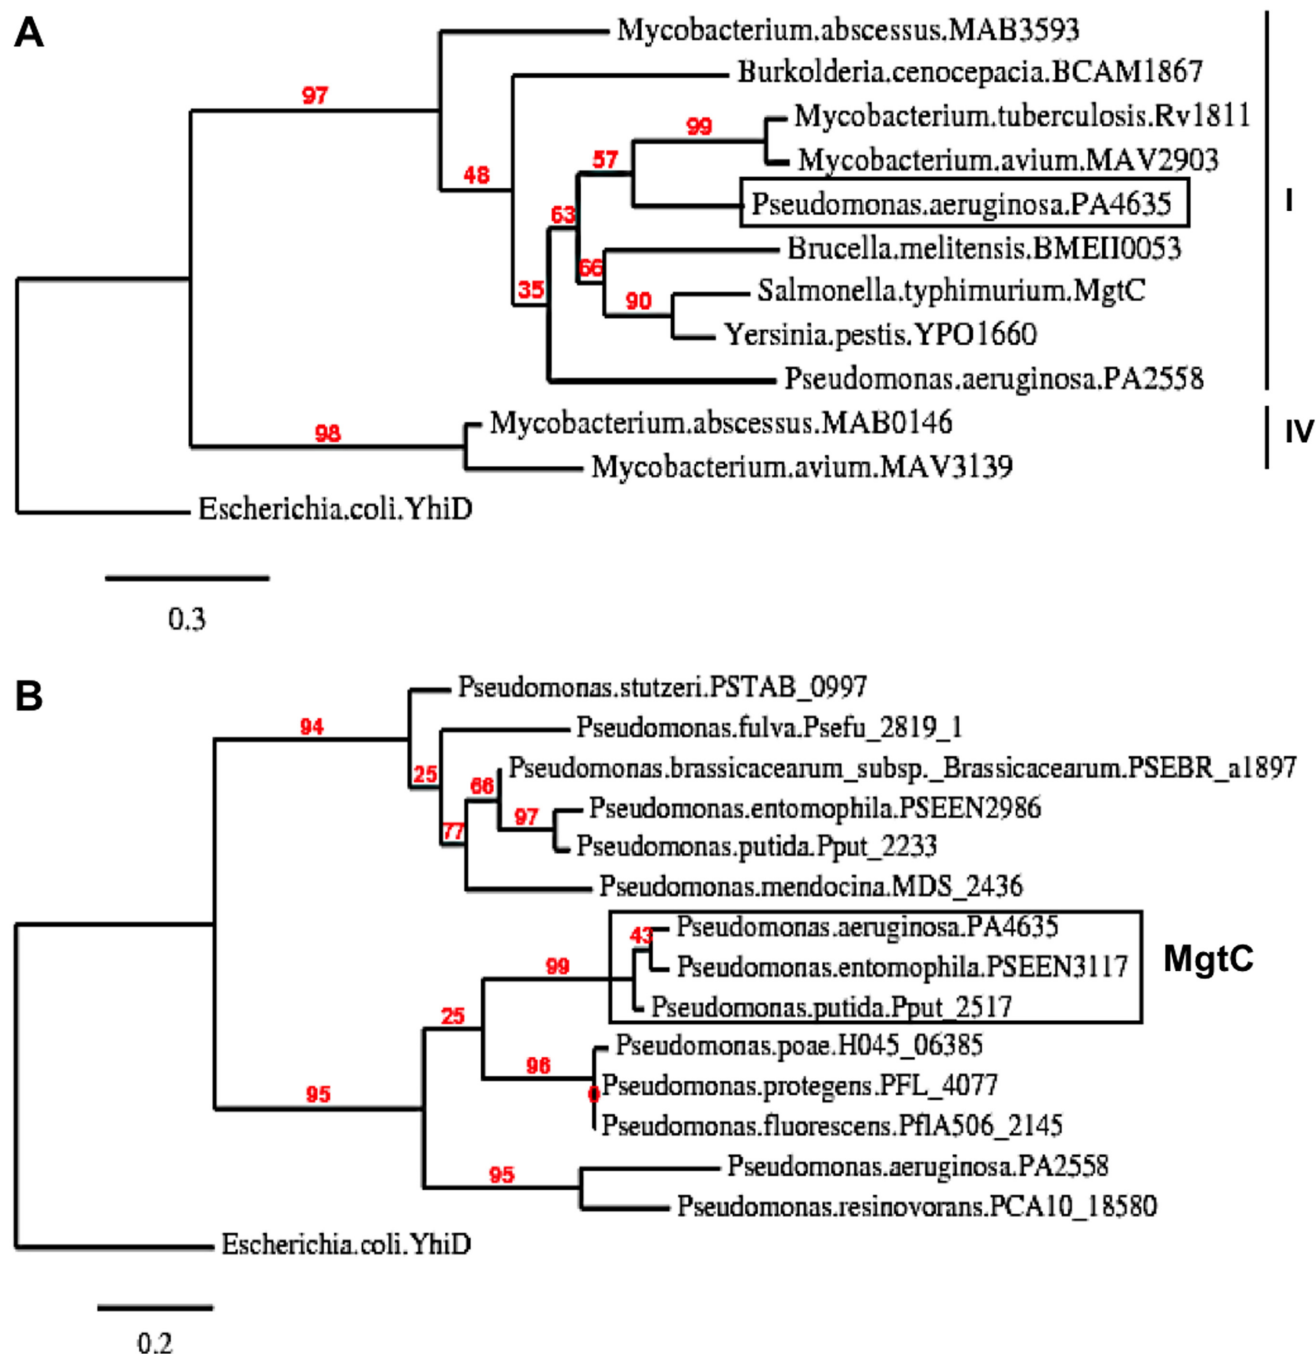 A
Mycobacterium.abscessus.MAB3593
Burkolderia.cenocepacia.BCAM1867
97
Mycobacterium.tuberculosis.Rv1811
99
Mycobacterium.avium.MAV2903
57
48
Pseudomonas.aeruginosa.PA4635
I
63
Brucella.melitensis.BMEII0053
66
Salmonella.typhimurium.MgtC
35
90
Yersinia.pestis.YPO1660
Pseudomonas.aeruginosa.PA2558
Mycobacterium.abscessus.MAB0146
IV
98
Mycobacterium.avium.MAV3139
Escherichia.coli.YhiD
0.3
B
Pseudomonas.stutzeri.PSTAB_0997
94
Pseudomonas.fulva.Psefu_2819_1
25
Pseudomonas.brassicacearum_subsp._Brassicacearum.PSEBR_a1897
66
Pseudomonas.entomophila.PSEEN2986
97
77
Pseudomonas.putida.Pput_2233
Pseudomonas.mendocina.MDS_2436
Pseudomonas.aeruginosa.PA4635
43
MgtC
99
Pseudomonas.entomophila.PSEEN3117
Pseudomonas.putida.Pput_2517
25
Pseudomonas.poae.H045_06385
96
Pseudomonas.protegens.PFL_4077
0
95
Pseudomonas.fluorescens.PflA506_2145
Pseudomonas.aeruginosa.PA2558
95
Pseudomonas.resinovorans.PCA10_18580
Escherichia.coli.YhiD
0.2